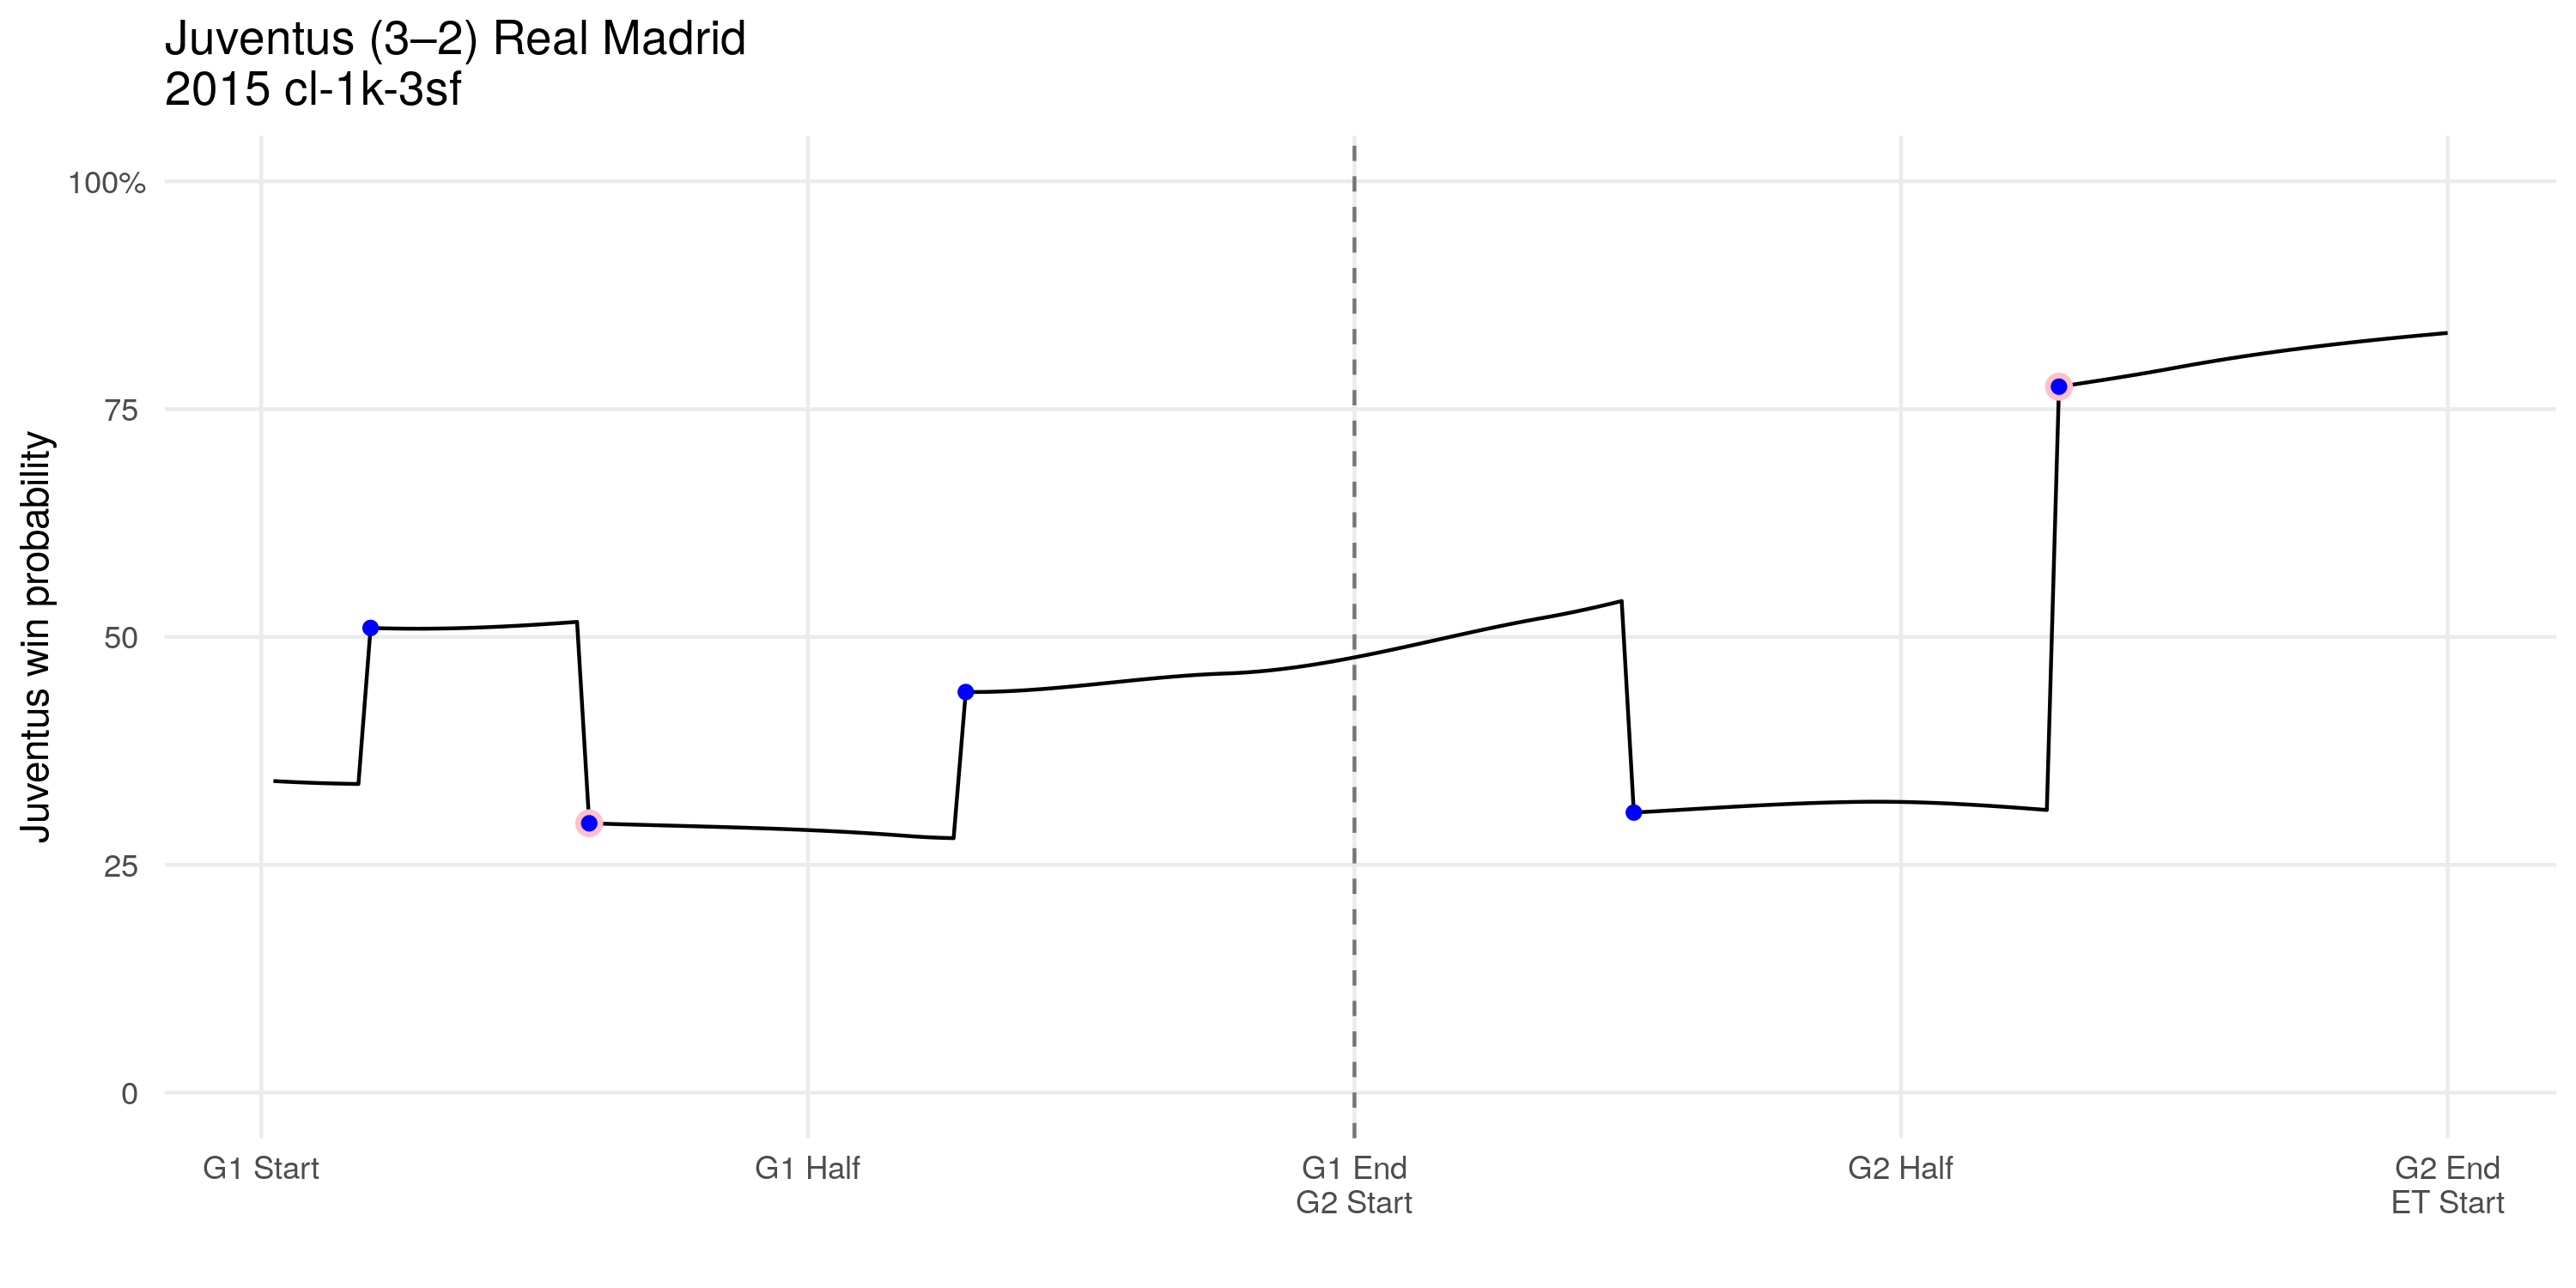 Juventus (3–2) Real Madrid
2015 cl-1k-3sf
Juventus win probability
100%
75
50
25
0
G1 Start
G1 Half
G1 End
G2 Start
G2 Half
G2 End
ET Start